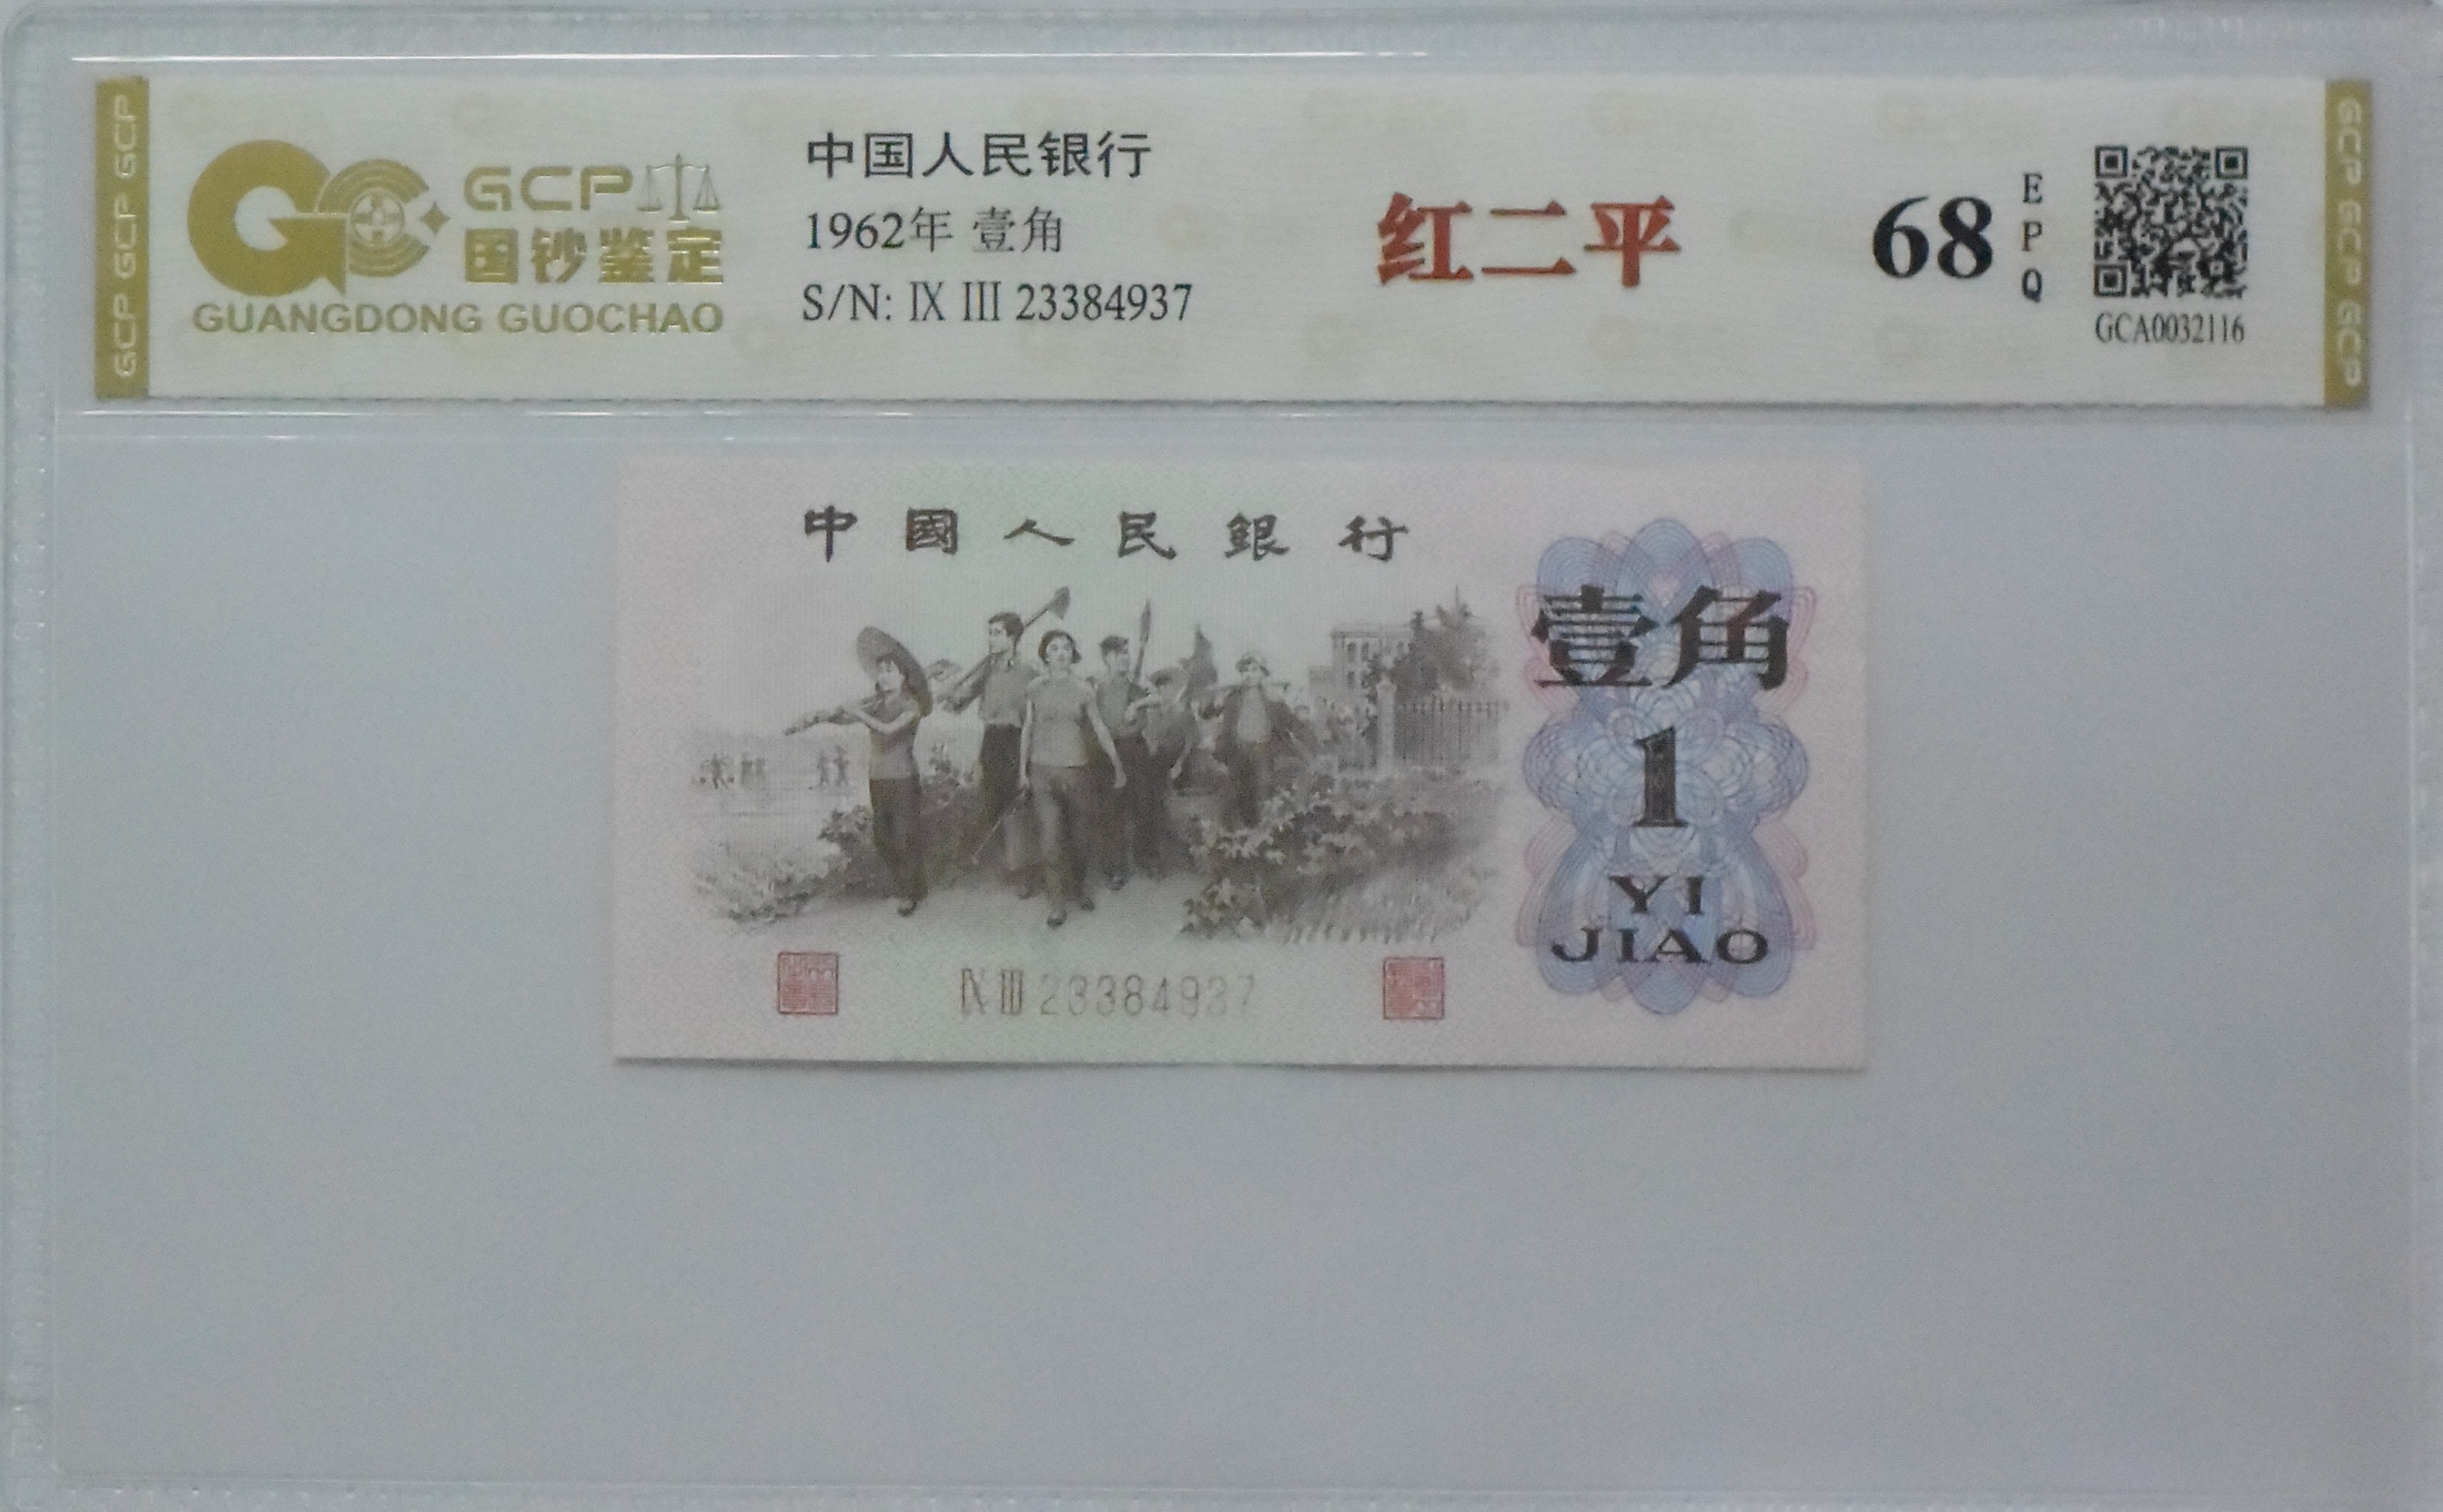 GCP GCP GCP
GCP
国钞鉴定
GUANGDONG GUOCHAO
中国人民银行
1962年 壹角
S/N: IX III 23384937
红二平
68
EPQ
GCA0032116
GCP GCP GCP
中國人民銀行
壹角
1
YI
JIAO
IX III 23384937